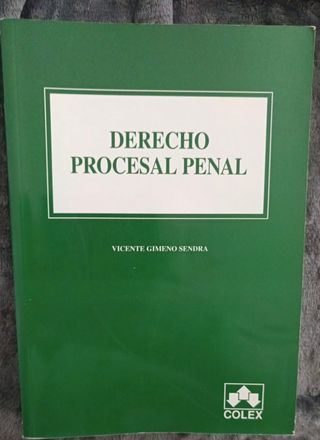 DERECHO
PROCESAL PENAL
VICENTE GIMENO SENDRA
COLEX